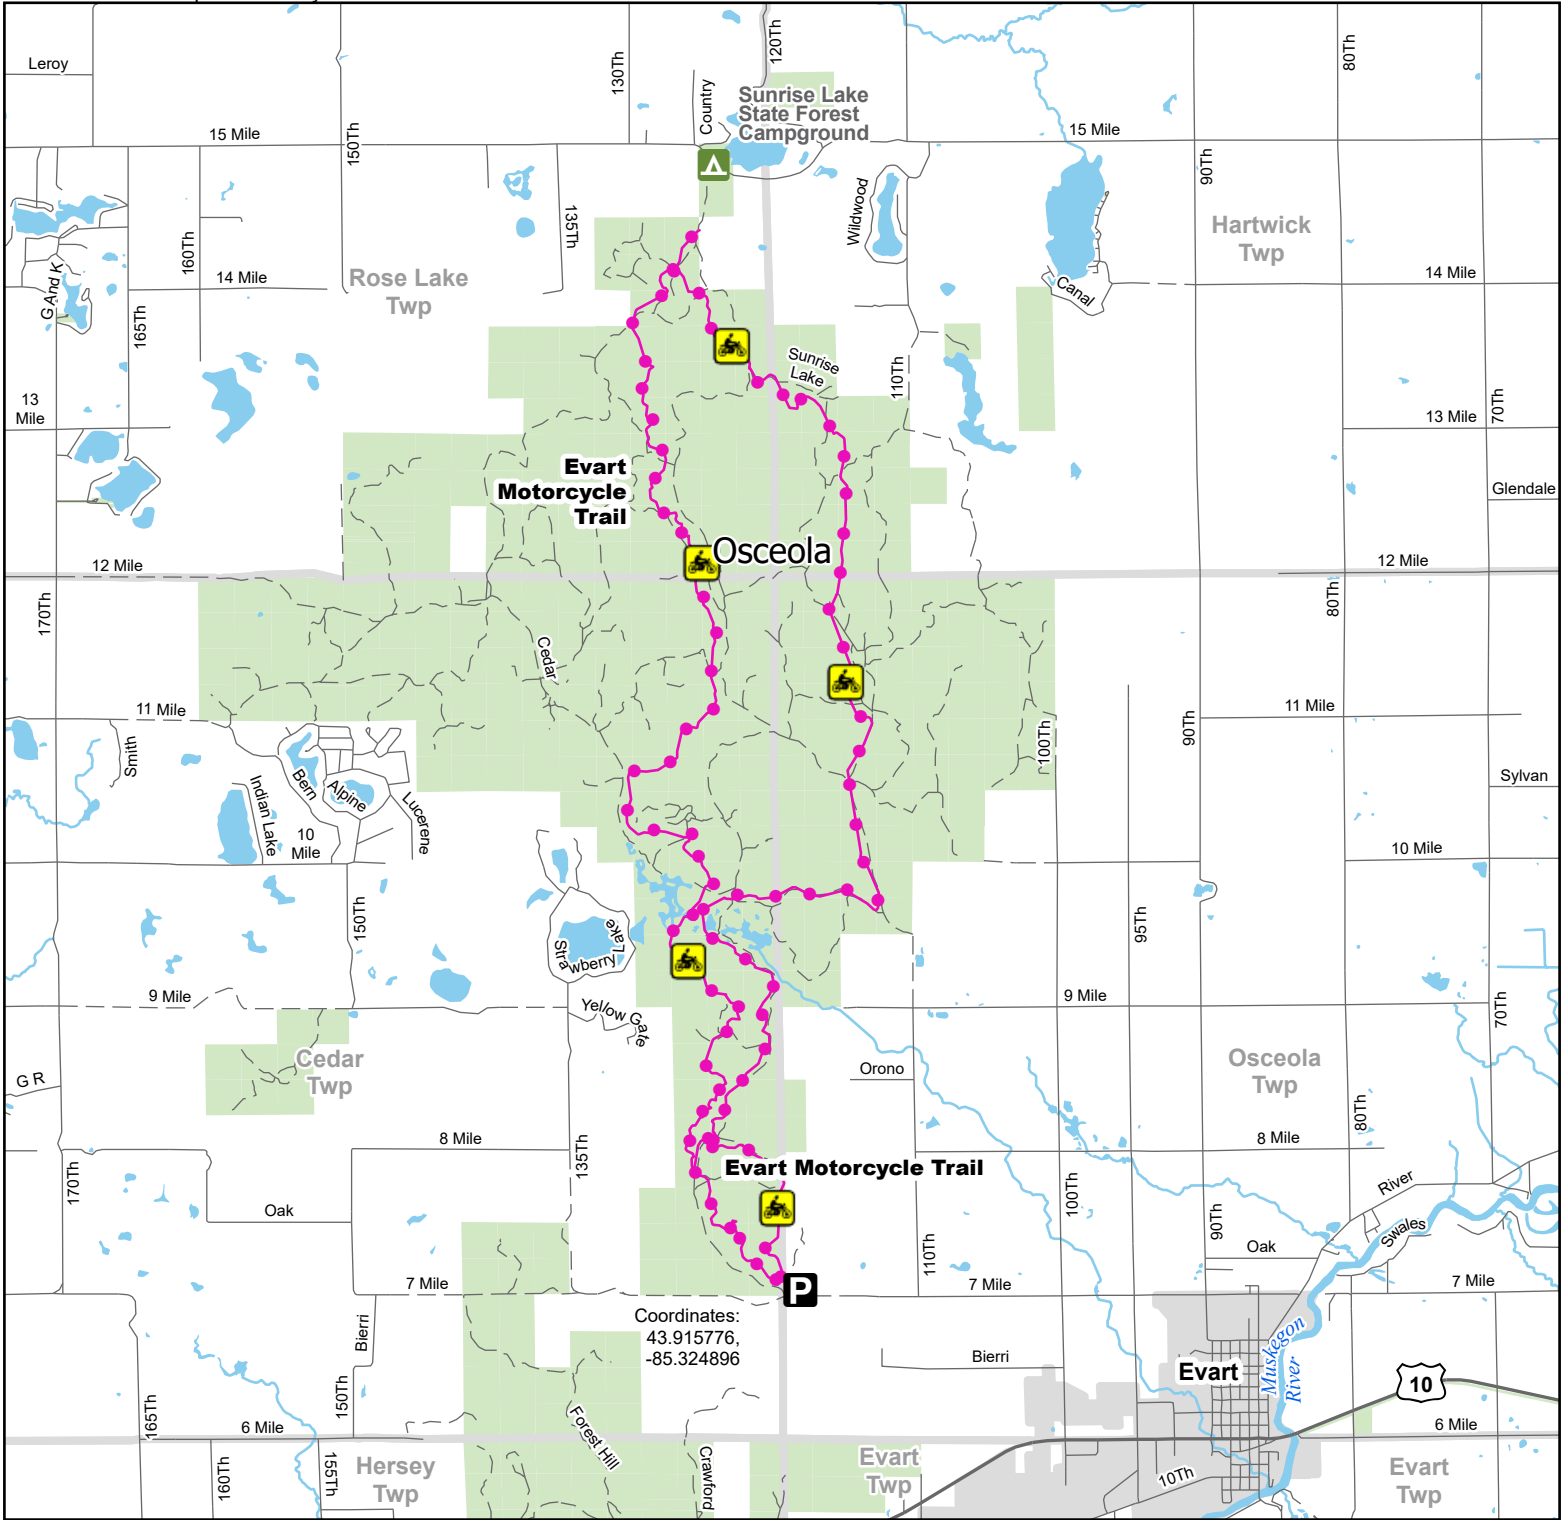 Leroy
130Th
120Th
80Th
Country
Sunrise Lake
State Forest
Campground
15 Mile
150Th
15 Mile
90Th
Wildwood
135Th
160Th
Hartwick
Twp
G And K
14 Mile
Rose Lake
Twp
14 Mile
Canal
165Th
Sunrise
Lake
110Th
70Th
13
Mile
13 Mile
Evart
Motorcycle
Trail
Glendale
Osceola
12 Mile
12 Mile
170Th
80Th
Cedar
11 Mile
11 Mile
Smith
90Th
100Th
Bern
Alpine
Indian Lake
Lucerene
10
Mile
Sylvan
10 Mile
150Th
95Th
Strawberry
Lake
9 Mile
Yellow Gate
9 Mile
70Th
Cedar
Twp
Orono
Osceola
Twp
G R
80Th
8 Mile
135Th
8 Mile
170Th
Evart Motorcycle Trail
100Th
River
90Th
Swales
Oak
Oak
110Th
7 Mile
P
7 Mile
7 Mile
Coordinates:
43.915776,
-85.324896
Bierri
Bierri
Muskegon
River
Evart
10
150Th
165Th
6 Mile
Forest Hill
6 Mile
160Th
155Th
Hersey
Twp
Crawford
Evart
Twp
10Th
Evart
Twp